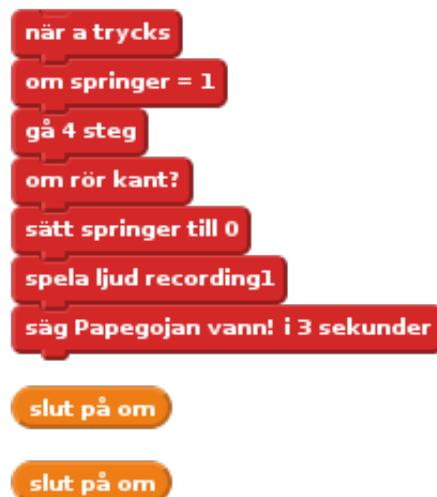 när a trycks
om springer = 1
gå 4 steg
om rör kant?
sätt springer till 0
spela ljud recording1
säg Papegojan vann! i 3 sekunder
slut på om
slut på om